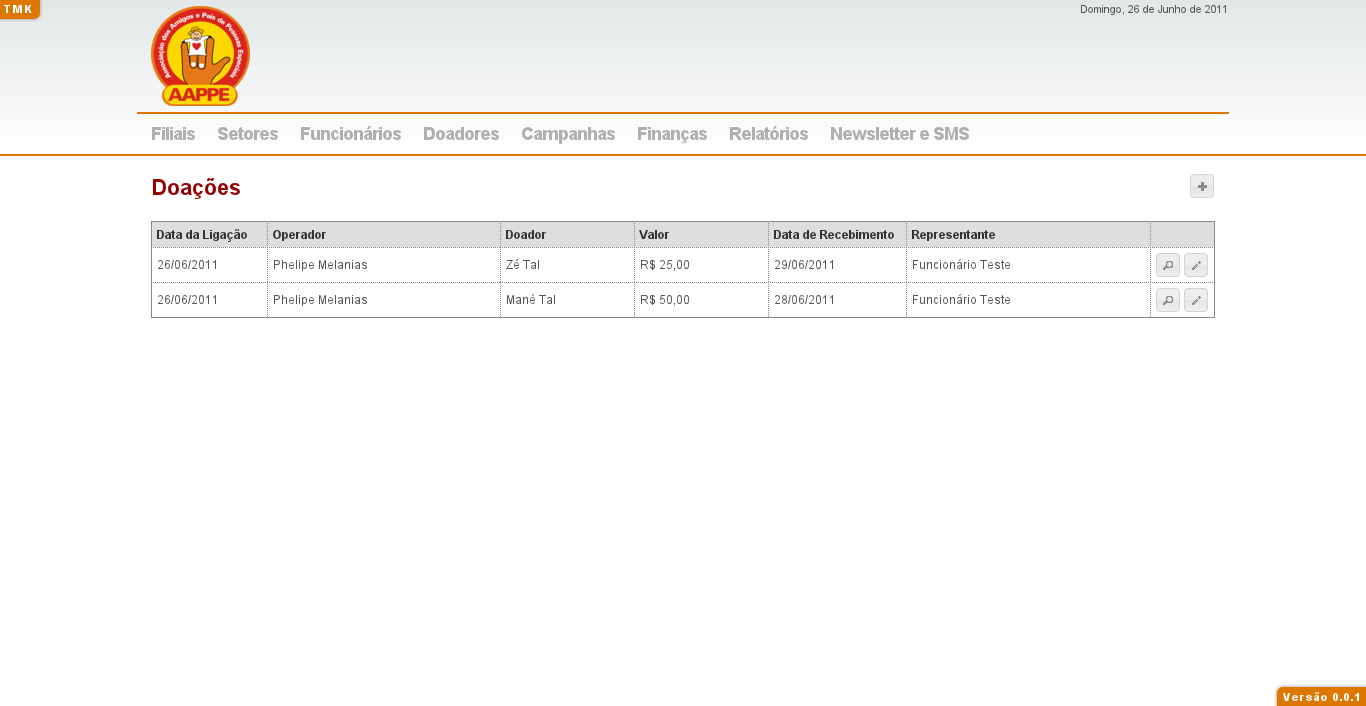 TMK
Domingo, 26 de Junho de 2011
Associação dos Amigos e Pais de Pessoas Especiais
AAPPE
Filiais Setores Funcionários Doadores Campanhas Finanças Relatórios Newsletter e SMS
Doações
Data da Ligação Operador Doador Valor Data de Recebimento Representante
26/06/2011 Phelipe Melanias Zé Tal R$ 25,00 29/06/2011 Funcionário Teste
26/06/2011 Phelipe Melanias Mané Tal R$ 50,00 28/06/2011 Funcionário Teste
Versão 0.0.1